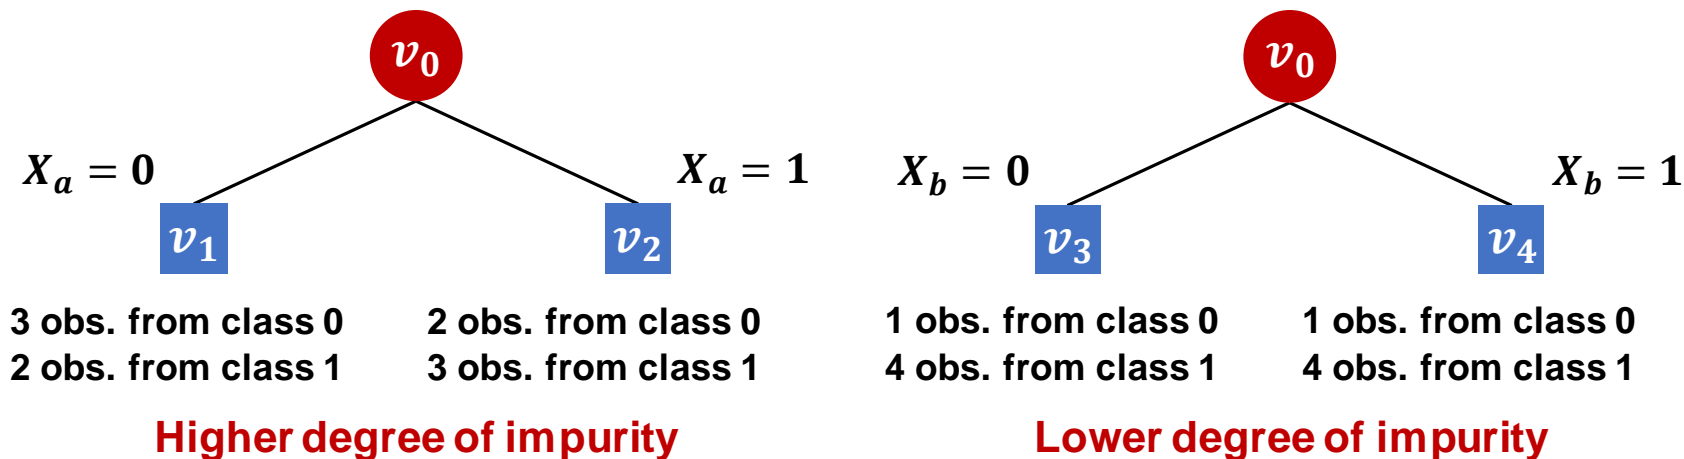 v₀
Xₐ = 0
Xₐ = 1
v₁
v₂
3 obs. from class 0
2 obs. from class 1
2 obs. from class 0
3 obs. from class 1
Higher degree of impurity
v₀
X_b = 0
X_b = 1
v₃
v₄
1 obs. from class 0
4 obs. from class 1
1 obs. from class 0
4 obs. from class 1
Lower degree of impurity